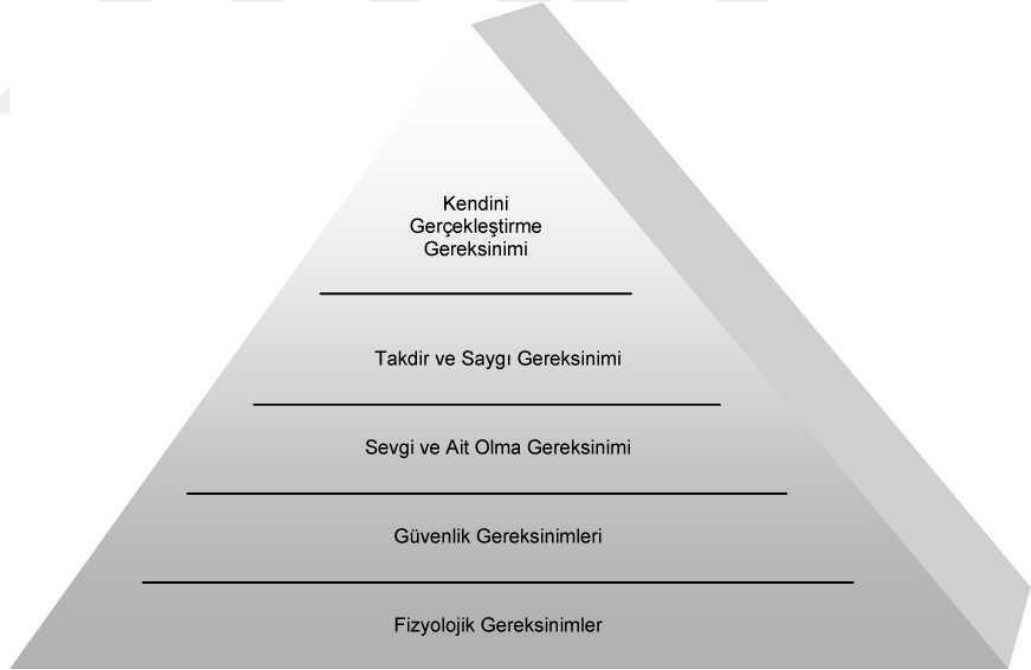 Kendini
Gerçekleştirme
Gereksinimi
Takdir ve Saygı Gereksinimi
Sevgi ve Ait Olma Gereksinimi
Güvenlik Gereksinimleri
Fizyolojik Gereksinimler